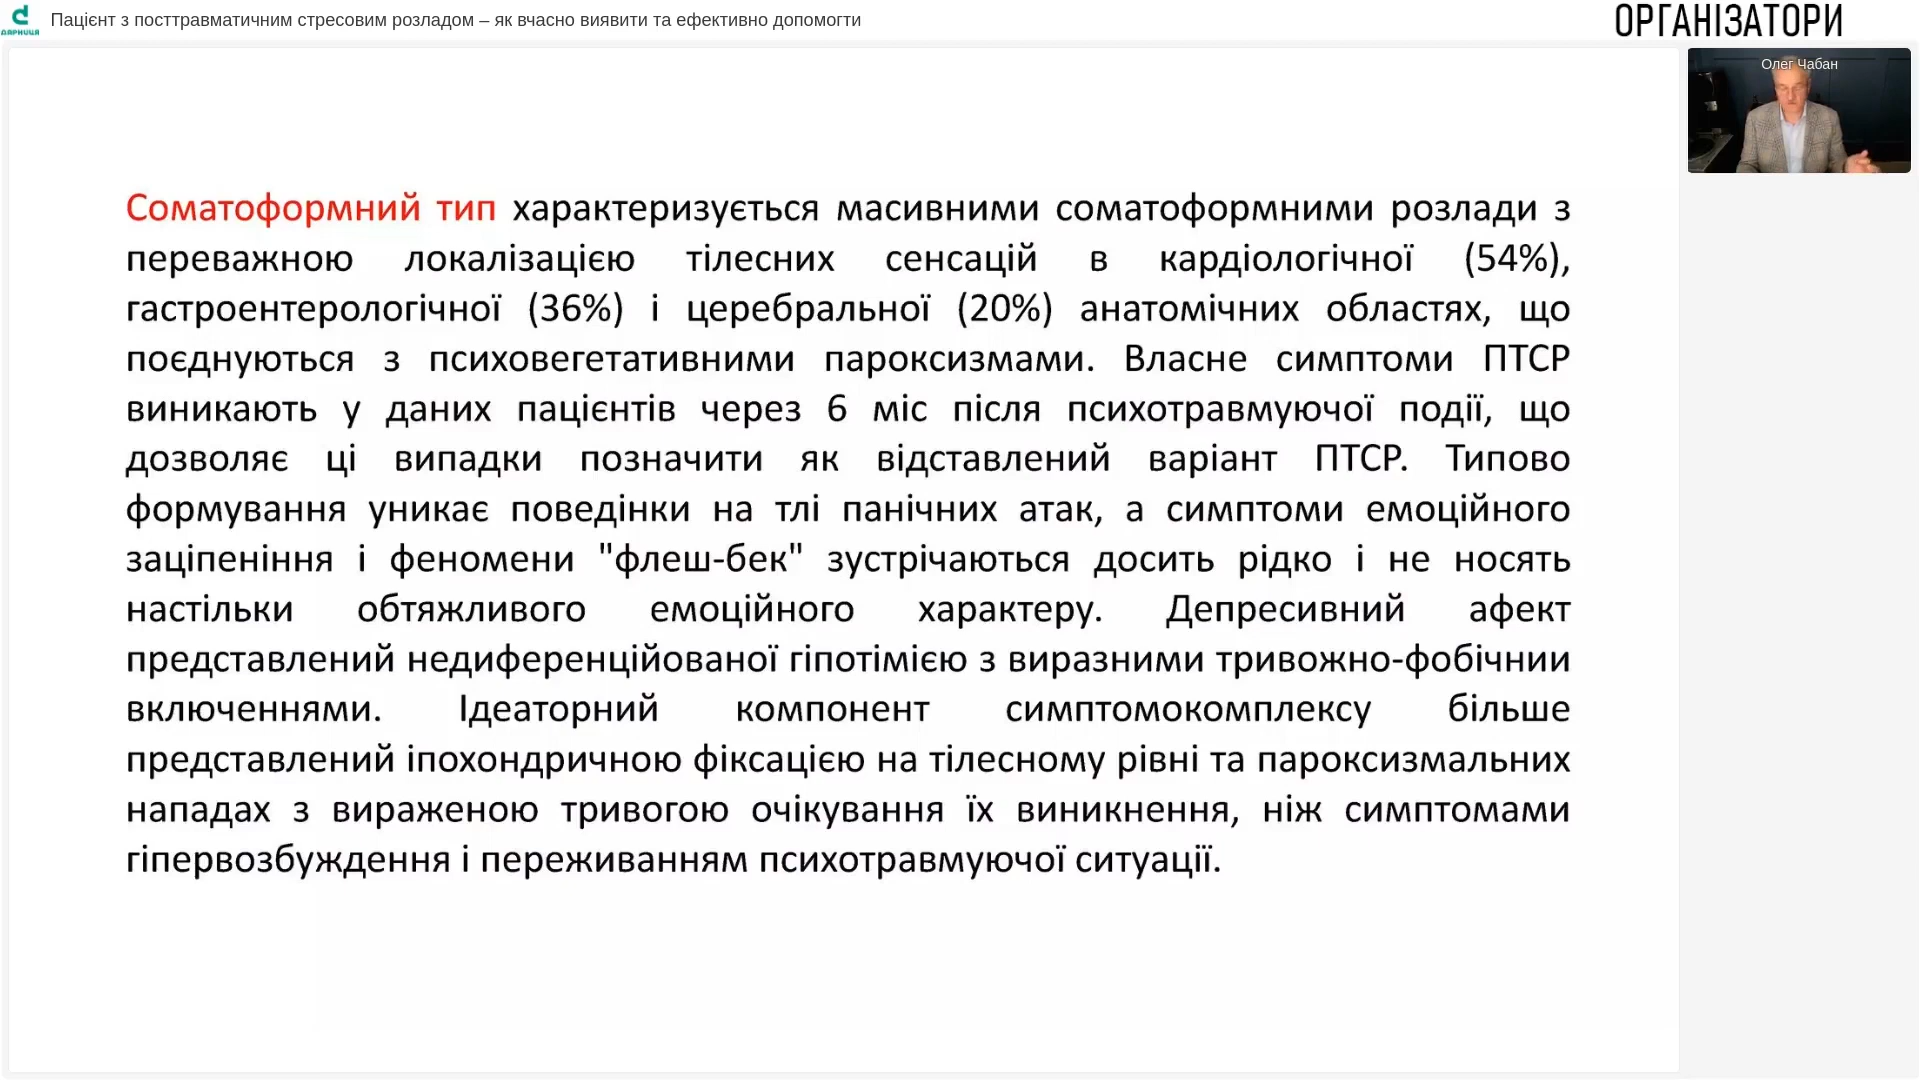 Пацієнт з посттравматичним стресовим розладом – як вчасно виявити та ефективно допомогти
ДАРНИЦЯ
ОРГАНІЗАТОРИ
Олег Чабан
Соматоформний тип характеризується масивними соматоформними розлади з
переважною локалізацією тілесних сенсацій в кардіологічної (54%),
гастроентерологічної (36%) і церебральної (20%) анатомічних областях, що
поєднуються з психовегетативними пароксизмами. Власне симптоми ПТСР
виникають у даних пацієнтів через 6 міс після психотравмуючої події, що
дозволяє ці випадки позначити як відставлений варіант ПТСР. Типово
формування уникає поведінки на тлі панічних атак, а симптоми емоційного
заціпеніння і феномени "флеш-бек" зустрічаються досить рідко і не носять
настільки обтяжливого емоційного характеру. Депресивний афект
представлений недиференційованої гіпотімією з виразними тривожно-фобічнии
включеннями. Ідеаторний компонент симптомокомплексу більше
представлений іпохондричною фіксацією на тілесному рівні та пароксизмальних
нападах з вираженою тривогою очікування їх виникнення, ніж симптомами
гіпервозбуждення і переживанням психотравмуючої ситуації.